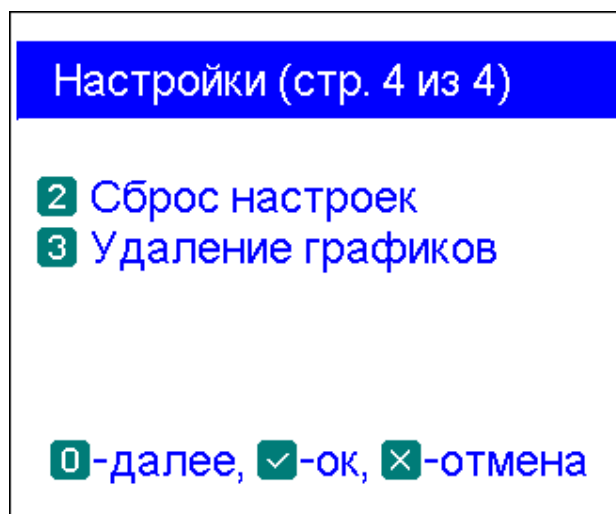 Настройки (стр. 4 из 4)
2 Сброс настроек
3 Удаление графиков
0-далее, ✓-ок, ×-отмена